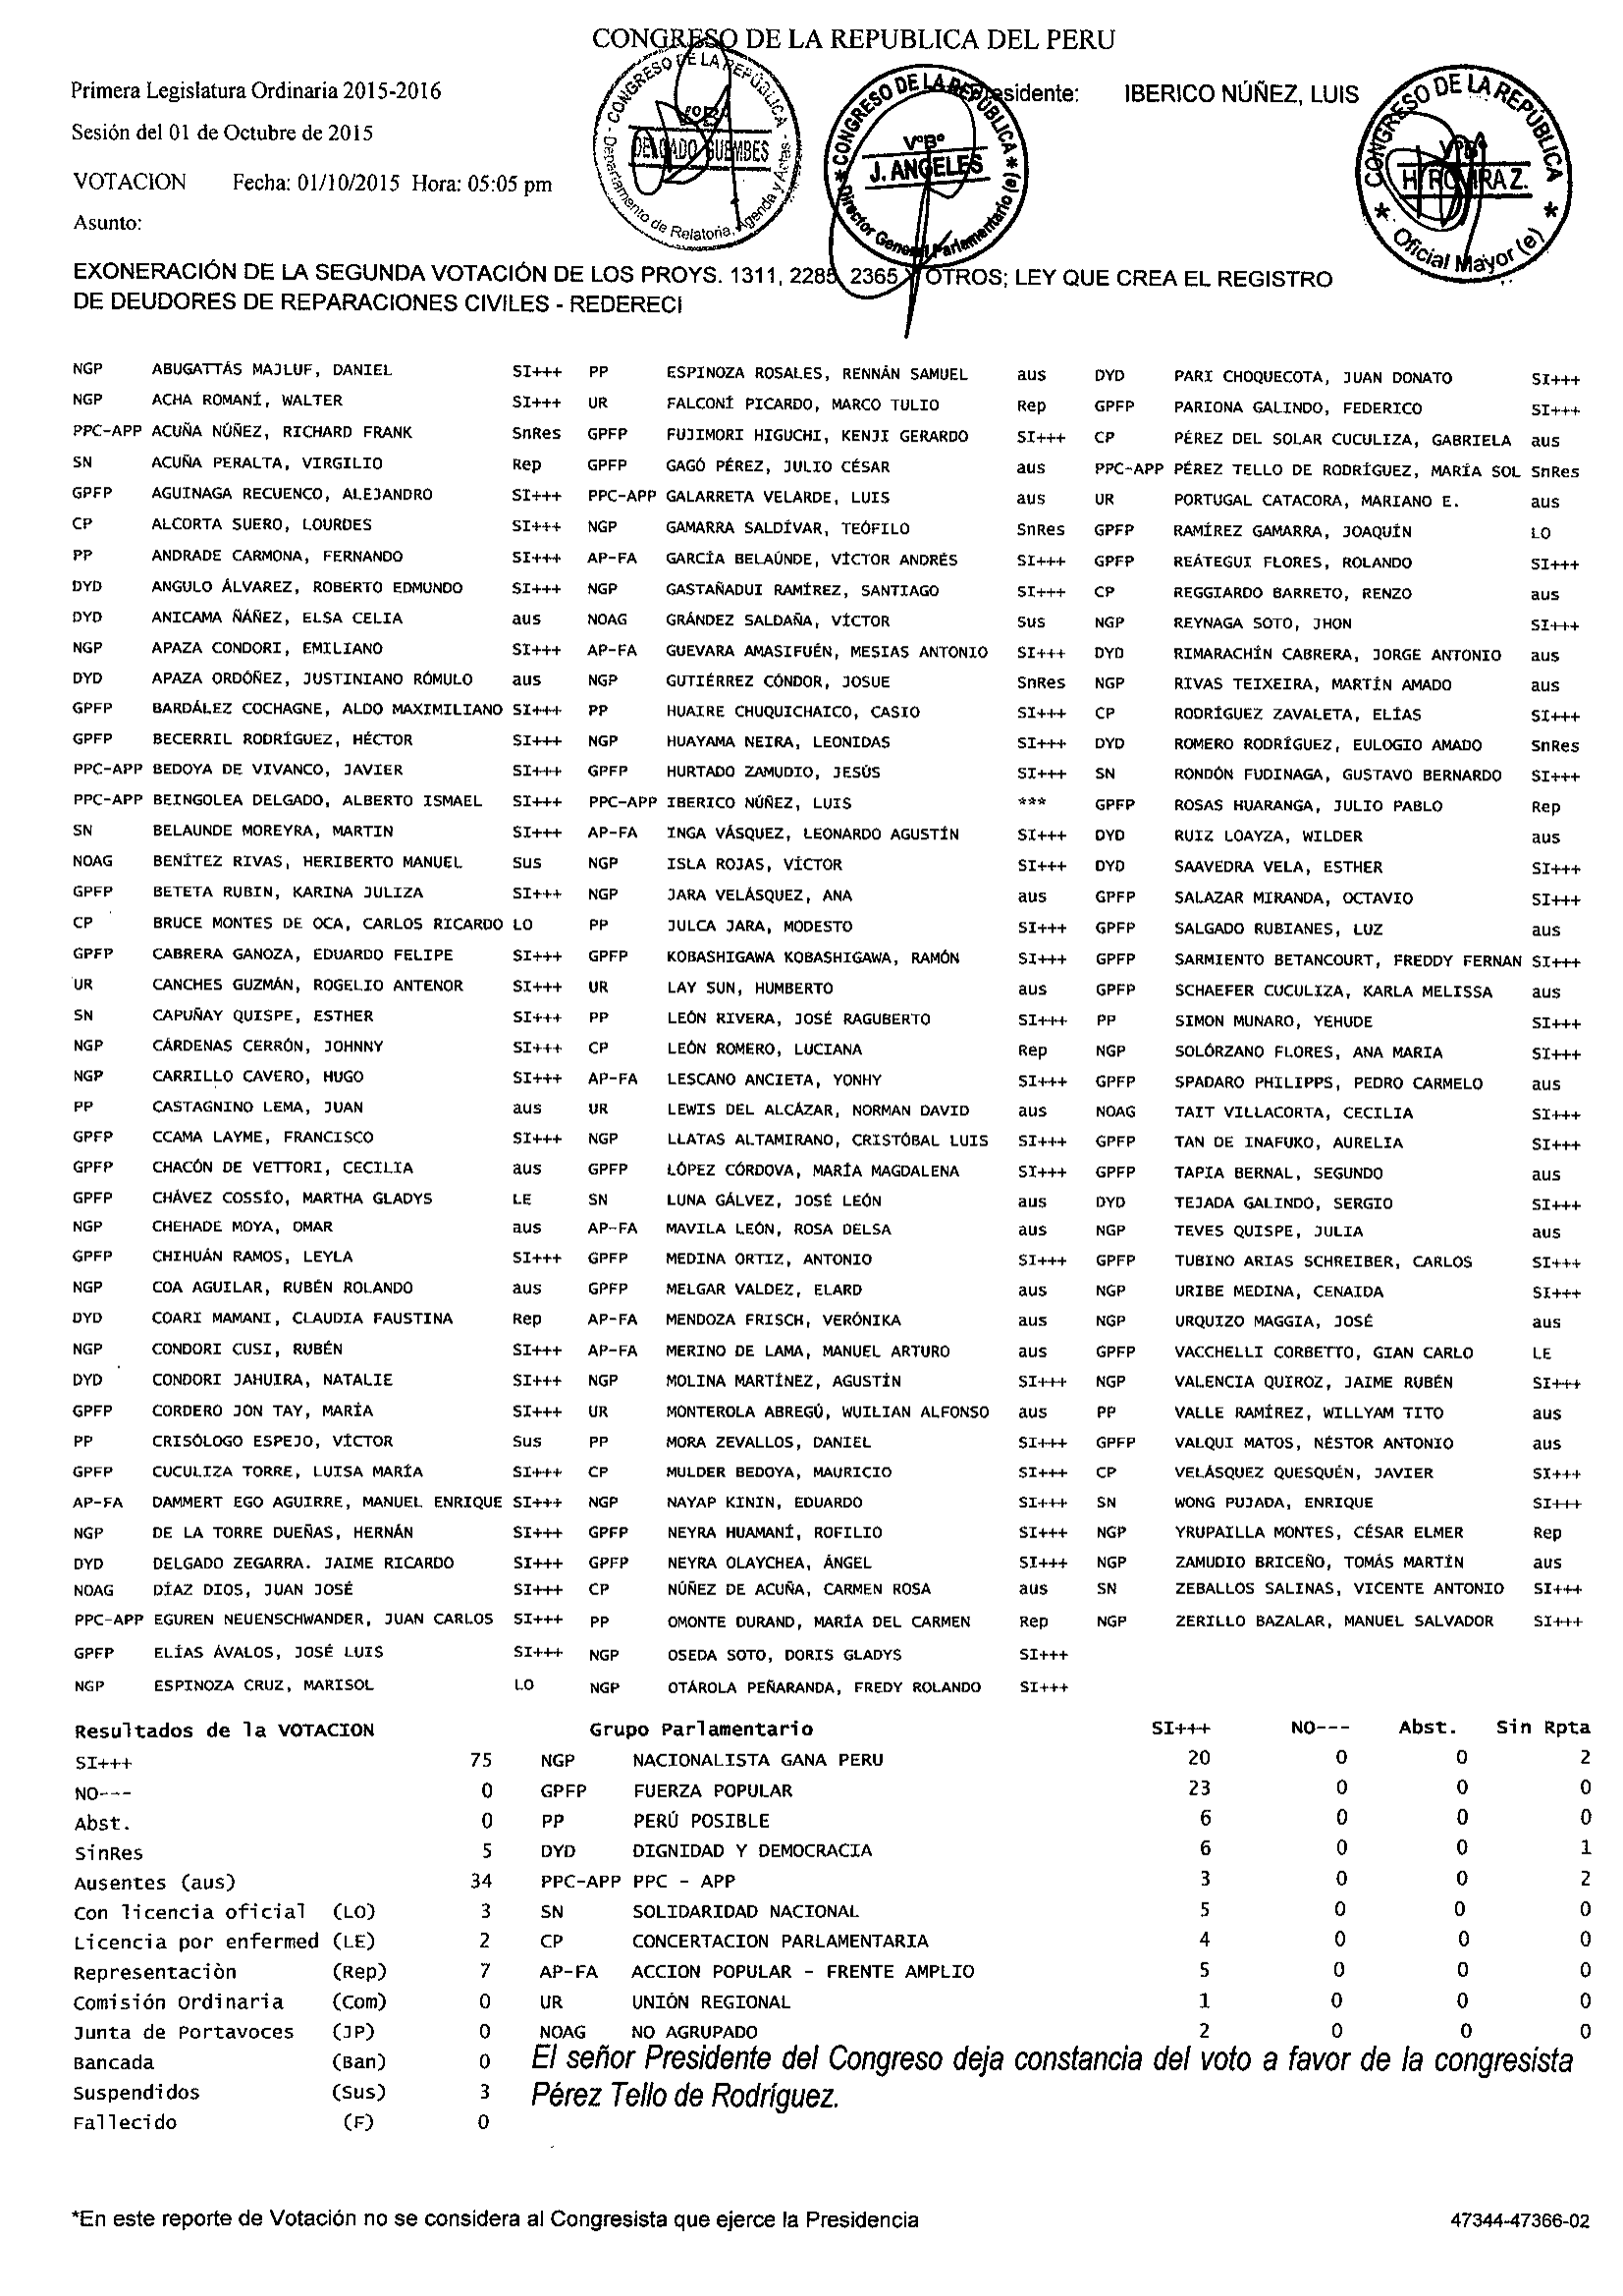 CONGRESO DE LA REPUBLICA DEL PERU
Primera Legislatura Ordinaria 2015-2016
Sesión del 01 de Octubre de 2015
Presidente: IBERICO NÚÑEZ, LUIS
VOTACION Fecha: 01/10/2015 Hora: 05:05 pm
Asunto:
- CONGRESO DE LA REPÚBLICA -
VºBº
DELGADO GUEMBES
Departamento de Relatoría, Agenda y Actas
* CONGRESO DE LA REPÚBLICA *
VºBº
J. ANGELES
Director General Parlamentario (e)
CONGRESO DE LA REPÚBLICA
VºBº
H. ROVIRA Z.
* Oficial Mayor (e) *
EXONERACIÓN DE LA SEGUNDA VOTACIÓN DE LOS PROYS. 1311, 2285, 2365 Y OTROS; LEY QUE CREA EL REGISTRO
DE DEUDORES DE REPARACIONES CIVILES - REDERECI
NGP ABUGATTÁS MAJLUF, DANIEL SI+++ PP ESPINOZA ROSALES, RENNÁN SAMUEL aus DYD PARI CHOQUECOTA, JUAN DONATO SI+++
NGP ACHA ROMANÍ, WALTER SI+++ UR FALCONÍ PICARDO, MARCO TULIO Rep GPFP PARIONA GALINDO, FEDERICO SI+++
PPC-APP ACUÑA NÚÑEZ, RICHARD FRANK SnRes GPFP FUJIMORI HIGUCHI, KENJI GERARDO SI+++ CP PÉREZ DEL SOLAR CUCULIZA, GABRIELA aus
SN ACUÑA PERALTA, VIRGILIO Rep GPFP GAGÓ PÉREZ, JULIO CÉSAR aus PPC-APP PÉREZ TELLO DE RODRÍGUEZ, MARÍA SOL SnRes
GPFP AGUINAGA RECUENCO, ALEJANDRO SI+++ PPC-APP GALARRETA VELARDE, LUIS aus UR PORTUGAL CATACORA, MARIANO E. aus
CP ALCORTA SUERO, LOURDES SI+++ NGP GAMARRA SALDÍVAR, TEÓFILO SnRes GPFP RAMÍREZ GAMARRA, JOAQUÍN LO
PP ANDRADE CARMONA, FERNANDO SI+++ AP-FA GARCÍA BELAÚNDE, VÍCTOR ANDRÉS SI+++ GPFP REÁTEGUI FLORES, ROLANDO SI+++
DYD ANGULO ÁLVAREZ, ROBERTO EDMUNDO SI+++ NGP GASTAÑADUI RAMÍREZ, SANTIAGO SI+++ CP REGGIARDO BARRETO, RENZO aus
DYD ANICAMA ÑÁÑEZ, ELSA CELIA aus NOAG GRÁNDEZ SALDAÑA, VÍCTOR Sus NGP REYNAGA SOTO, JHON SI+++
NGP APAZA CONDORI, EMILIANO SI+++ AP-FA GUEVARA AMASIFUÉN, MESIAS ANTONIO SI+++ DYD RIMARACHÍN CABRERA, JORGE ANTONIO aus
DYD APAZA ORDÓÑEZ, JUSTINIANO RÓMULO aus NGP GUTIÉRREZ CÓNDOR, JOSUE SnRes NGP RIVAS TEIXEIRA, MARTÍN AMADO aus
GPFP BARDÁLEZ COCHAGNE, ALDO MAXIMILIANO SI+++ PP HUAIRE CHUQUICHAICO, CASIO SI+++ CP RODRÍGUEZ ZAVALETA, ELÍAS SI+++
GPFP BECERRIL RODRÍGUEZ, HÉCTOR SI+++ NGP HUAYAMA NEIRA, LEONIDAS SI+++ DYD ROMERO RODRÍGUEZ, EULOGIO AMADO SnRes
PPC-APP BEDOYA DE VIVANCO, JAVIER SI+++ GPFP HURTADO ZAMUDIO, JESÚS SI+++ SN RONDÓN FUDINAGA, GUSTAVO BERNARDO SI+++
PPC-APP BEINGOLEA DELGADO, ALBERTO ISMAEL SI+++ PPC-APP IBERICO NÚÑEZ, LUIS *** GPFP ROSAS HUARANGA, JULIO PABLO Rep
SN BELAUNDE MOREYRA, MARTIN SI+++ AP-FA INGA VÁSQUEZ, LEONARDO AGUSTÍN SI+++ DYD RUIZ LOAYZA, WILDER aus
NOAG BENÍTEZ RIVAS, HERIBERTO MANUEL Sus NGP ISLA ROJAS, VÍCTOR SI+++ DYD SAAVEDRA VELA, ESTHER SI+++
GPFP BETETA RUBIN, KARINA JULIZA SI+++ NGP JARA VELÁSQUEZ, ANA aus GPFP SALAZAR MIRANDA, OCTAVIO SI+++
CP BRUCE MONTES DE OCA, CARLOS RICARDO LO PP JULCA JARA, MODESTO SI+++ GPFP SALGADO RUBIANES, LUZ aus
GPFP CABRERA GANOZA, EDUARDO FELIPE SI+++ GPFP KOBASHIGAWA KOBASHIGAWA, RAMÓN SI+++ GPFP SARMIENTO BETANCOURT, FREDDY FERNAN SI+++
UR CANCHES GUZMÁN, ROGELIO ANTENOR SI+++ UR LAY SUN, HUMBERTO aus GPFP SCHAEFER CUCULIZA, KARLA MELISSA aus
SN CAPUÑAY QUISPE, ESTHER SI+++ PP LEÓN RIVERA, JOSÉ RAGUBERTO SI+++ PP SIMON MUNARO, YEHUDE SI+++
NGP CÁRDENAS CERRÓN, JOHNNY SI+++ CP LEÓN ROMERO, LUCIANA Rep NGP SOLÓRZANO FLORES, ANA MARIA SI+++
NGP CARRILLO CAVERO, HUGO SI+++ AP-FA LESCANO ANCIETA, YONHY SI+++ GPFP SPADARO PHILIPPS, PEDRO CARMELO aus
PP CASTAGNINO LEMA, JUAN aus UR LEWIS DEL ALCÁZAR, NORMAN DAVID aus NOAG TAIT VILLACORTA, CECILIA SI+++
GPFP CCAMA LAYME, FRANCISCO SI+++ NGP LLATAS ALTAMIRANO, CRISTÓBAL LUIS SI+++ GPFP TAN DE INAFUKO, AURELIA SI+++
GPFP CHACÓN DE VETTORI, CECILIA aus GPFP LÓPEZ CÓRDOVA, MARÍA MAGDALENA SI+++ GPFP TAPIA BERNAL, SEGUNDO aus
GPFP CHÁVEZ COSSÍO, MARTHA GLADYS LE SN LUNA GÁLVEZ, JOSÉ LEÓN aus DYD TEJADA GALINDO, SERGIO SI+++
NGP CHEHADE MOYA, OMAR aus AP-FA MAVILA LEÓN, ROSA DELSA aus NGP TEVES QUISPE, JULIA aus
GPFP CHIHUÁN RAMOS, LEYLA SI+++ GPFP MEDINA ORTIZ, ANTONIO SI+++ GPFP TUBINO ARIAS SCHREIBER, CARLOS SI+++
NGP COA AGUILAR, RUBÉN ROLANDO aus GPFP MELGAR VALDEZ, ELARD aus NGP URIBE MEDINA, CENAIDA SI+++
DYD COARI MAMANI, CLAUDIA FAUSTINA Rep AP-FA MENDOZA FRISCH, VERÓNIKA aus NGP URQUIZO MAGGIA, JOSÉ aus
NGP CONDORI CUSI, RUBÉN SI+++ AP-FA MERINO DE LAMA, MANUEL ARTURO aus GPFP VACCHELLI CORBETTO, GIAN CARLO LE
DYD CONDORI JAHUIRA, NATALIE SI+++ NGP MOLINA MARTÍNEZ, AGUSTÍN SI+++ NGP VALENCIA QUIROZ, JAIME RUBÉN SI+++
GPFP CORDERO JON TAY, MARÍA SI+++ UR MONTEROLA ABREGÚ, WUILIAN ALFONSO aus PP VALLE RAMÍREZ, WILLYAM TITO aus
PP CRISÓLOGO ESPEJO, VÍCTOR Sus PP MORA ZEVALLOS, DANIEL SI+++ GPFP VALQUI MATOS, NÉSTOR ANTONIO aus
GPFP CUCULIZA TORRE, LUISA MARÍA SI+++ CP MULDER BEDOYA, MAURICIO SI+++ CP VELÁSQUEZ QUESQUÉN, JAVIER SI+++
AP-FA DAMMERT EGO AGUIRRE, MANUEL ENRIQUE SI+++ NGP NAYAP KININ, EDUARDO SI+++ SN WONG PUJADA, ENRIQUE SI+++
NGP DE LA TORRE DUEÑAS, HERNÁN SI+++ GPFP NEYRA HUAMANÍ, ROFILIO SI+++ NGP YRUPAILLA MONTES, CÉSAR ELMER Rep
DYD DELGADO ZEGARRA. JAIME RICARDO SI+++ GPFP NEYRA OLAYCHEA, ÁNGEL SI+++ NGP ZAMUDIO BRICEÑO, TOMÁS MARTÍN aus
NOAG DÍAZ DIOS, JUAN JOSÉ SI+++ CP NÚÑEZ DE ACUÑA, CARMEN ROSA aus SN ZEBALLOS SALINAS, VICENTE ANTONIO SI+++
PPC-APP EGUREN NEUENSCHWANDER, JUAN CARLOS SI+++ PP OMONTE DURAND, MARÍA DEL CARMEN Rep NGP ZERILLO BAZALAR, MANUEL SALVADOR SI+++
GPFP ELÍAS ÁVALOS, JOSÉ LUIS SI+++ NGP OSEDA SOTO, DORIS GLADYS SI+++
NGP ESPINOZA CRUZ, MARISOL LO NGP OTÁROLA PEÑARANDA, FREDY ROLANDO SI+++
Resultados de la VOTACION Grupo Parlamentario SI+++ NO--- Abst. Sin Rpta
SI+++ 75 NGP NACIONALISTA GANA PERU 20 0 0 2
NO--- 0 GPFP FUERZA POPULAR 23 0 0 0
Abst. 0 PP PERÚ POSIBLE 6 0 0 0
SinRes 5 DYD DIGNIDAD Y DEMOCRACIA 6 0 0 1
Ausentes (aus) 34 PPC-APP PPC - APP 3 0 0 2
Con licencia oficial (LO) 3 SN SOLIDARIDAD NACIONAL 5 0 0 0
Licencia por enfermed (LE) 2 CP CONCERTACION PARLAMENTARIA 4 0 0 0
Representación (Rep) 7 AP-FA ACCION POPULAR - FRENTE AMPLIO 5 0 0 0
Comisión Ordinaria (Com) 0 UR UNIÓN REGIONAL 1 0 0 0
Junta de Portavoces (JP) 0 NOAG NO AGRUPADO 2 0 0 0
Bancada (Ban) 0 El señor Presidente del Congreso deja constancia del voto a favor de la congresista
Suspendidos (Sus) 3 Pérez Tello de Rodríguez.
Fallecido (F) 0
*En este reporte de Votación no se considera al Congresista que ejerce la Presidencia 47344-47366-02